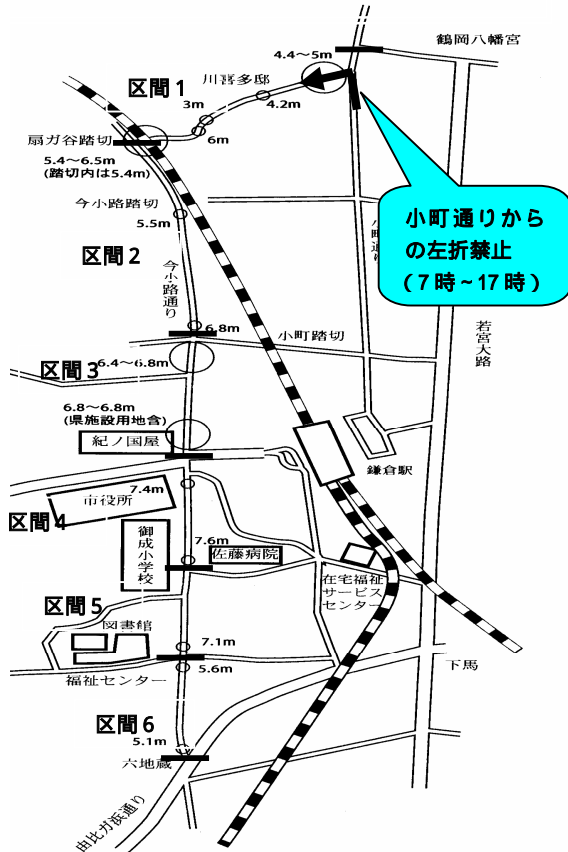 鶴岡八幡宮
4.4～5m
川喜多邸
区間1
4.2m
3m
6m
扇ガ谷踏切
5.4～6.5m
(踏切内は5.4m)
今小路踏切
5.5m
小町通りから
の左折禁止
(7時～17時)
小町通り
区間2
今小路通り
6.8m
小町踏切
若宮大路
区間3
6.4～6.8m
6.8～6.8m
(県施設用地含)
紀ノ国屋
鎌倉駅
市役所
7.4m
区間4
御成小学校
7.6m
佐藤病院
在宅福祉
サービス
センター
区間5
図書館
7.1m
下馬
福祉センター
5.6m
区間6
5.1m
六地蔵
由比ガ浜通り